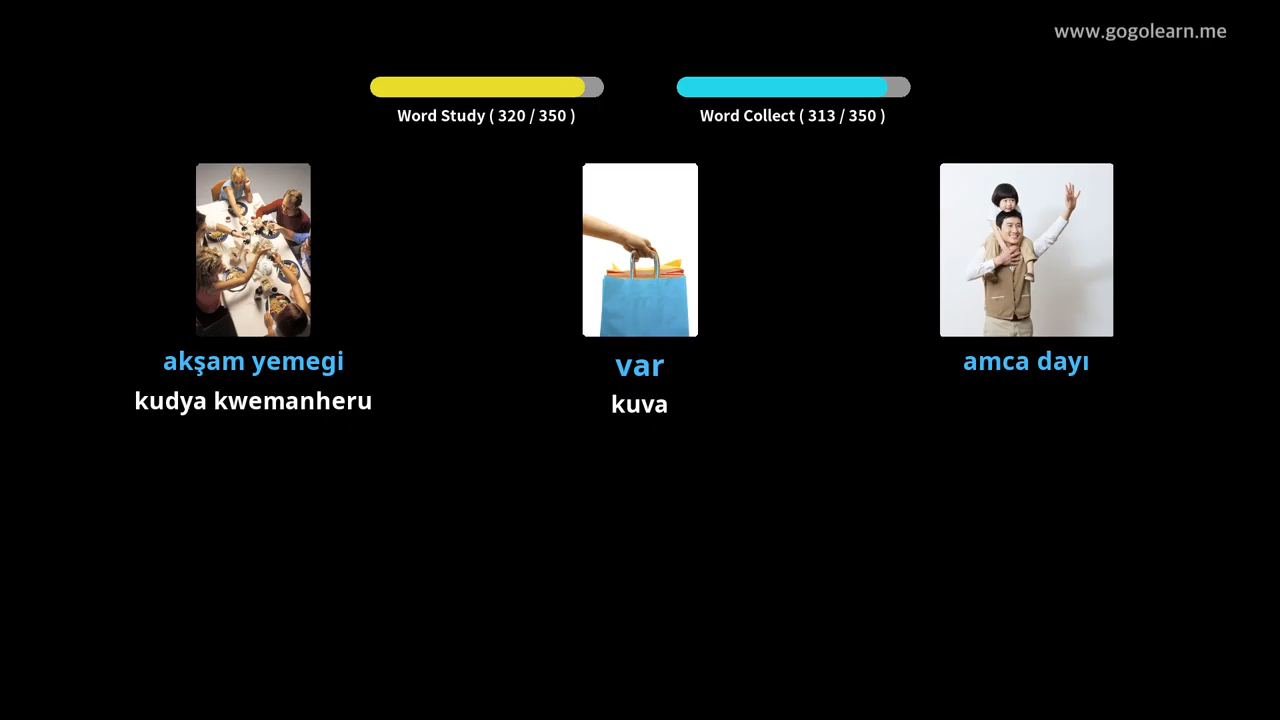 www.gogolearn.me
Word Study ( 320 / 350 )
Word Collect ( 313 / 350 )
akşam yemegi
var
amca dayı
kudya kwemanheru
kuva